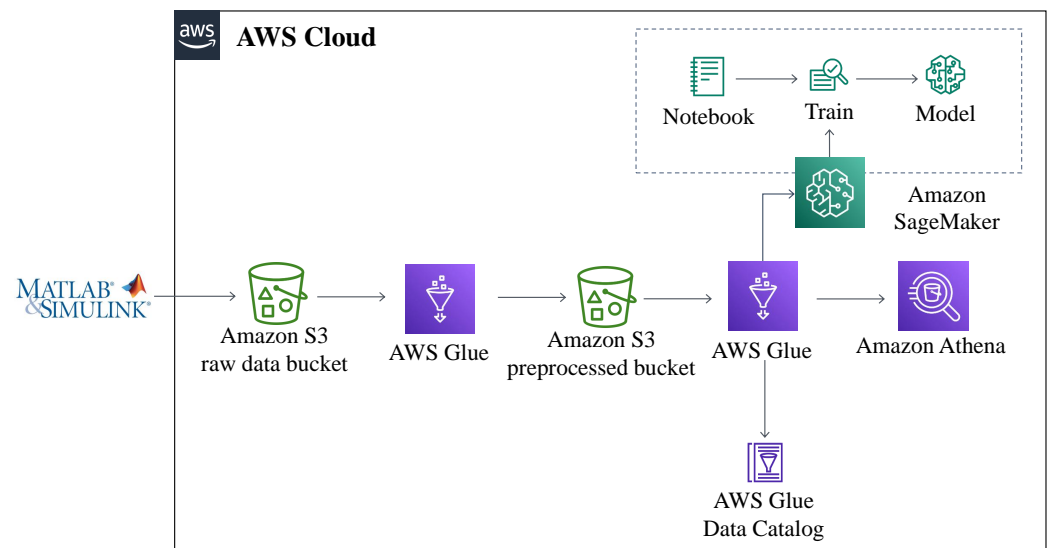 aws
AWS Cloud
Notebook
Train
Model
Amazon
SageMaker
MATLAB®
&SIMULINK®
Amazon S3
raw data bucket
AWS Glue
Amazon S3
preprocessed bucket
AWS Glue
Amazon Athena
AWS Glue
Data Catalog